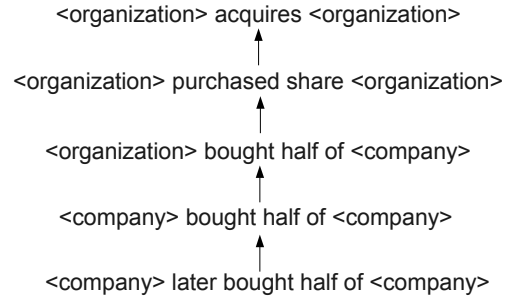 <organization> acquires <organization>
<organization> purchased share <organization>
<organization> bought half of <company>
<company> bought half of <company>
<company> later bought half of <company>